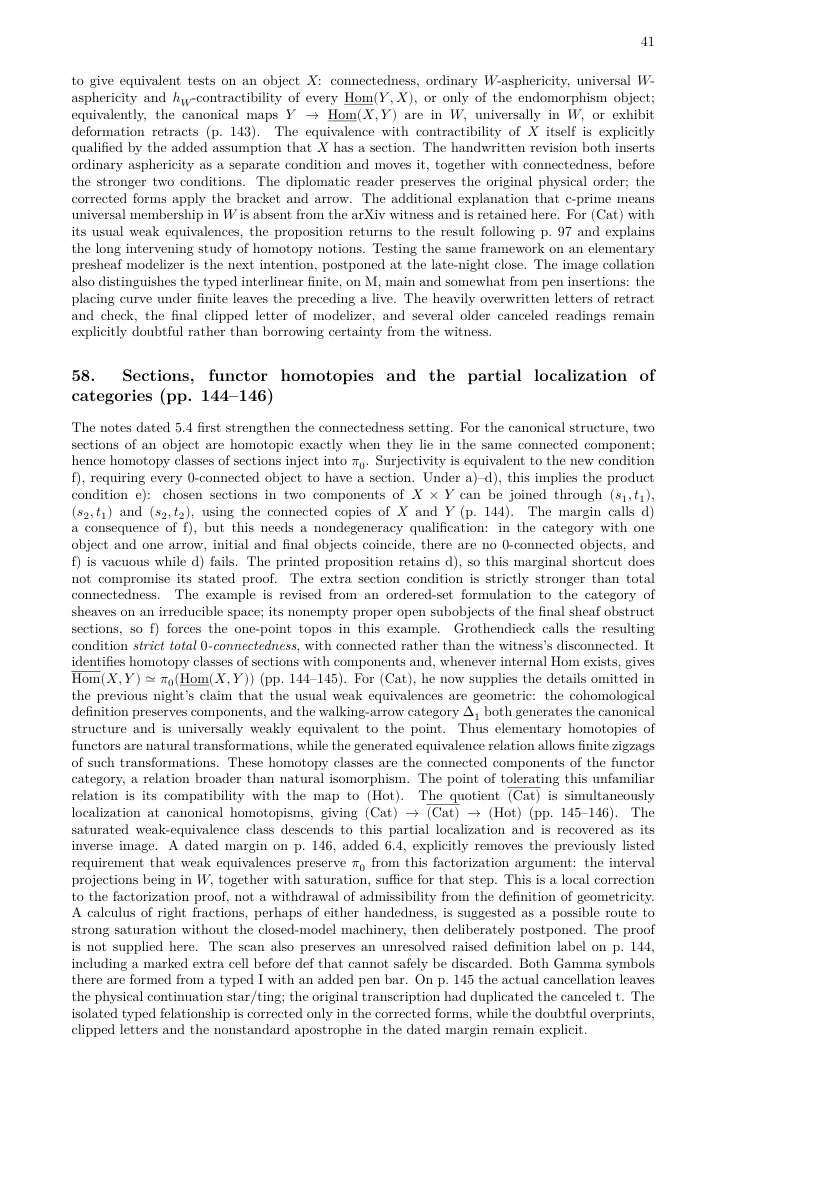 41
to give equivalent tests on an object X: connectedness, ordinary W-asphericity, universal W-
asphericity and h_W-contractibility of every Hom(Y, X), or only of the endomorphism object;
equivalently, the canonical maps Y → Hom(X, Y) are in W, universally in W, or exhibit
deformation retracts (p. 143). The equivalence with contractibility of X itself is explicitly
qualified by the added assumption that X has a section. The handwritten revision both inserts
ordinary asphericity as a separate condition and moves it, together with connectedness, before
the stronger two conditions. The diplomatic reader preserves the original physical order; the
corrected forms apply the bracket and arrow. The additional explanation that c-prime means
universal membership in W is absent from the arXiv witness and is retained here. For (Cat) with
its usual weak equivalences, the proposition returns to the result following p. 97 and explains
the long intervening study of homotopy notions. Testing the same framework on an elementary
presheaf modelizer is the next intention, postponed at the late-night close. The image collation
also distinguishes the typed interlinear finite, on M, main and somewhat from pen insertions: the
placing curve under finite leaves the preceding a live. The heavily overwritten letters of retract
and check, the final clipped letter of modelizer, and several older canceled readings remain
explicitly doubtful rather than borrowing certainty from the witness.
58. Sections, functor homotopies and the partial localization of
categories (pp. 144–146)
The notes dated 5.4 first strengthen the connectedness setting. For the canonical structure, two
sections of an object are homotopic exactly when they lie in the same connected component;
hence homotopy classes of sections inject into π₀. Surjectivity is equivalent to the new condition
f), requiring every 0-connected object to have a section. Under a)–d), this implies the product
condition e): chosen sections in two components of X × Y can be joined through (s₁, t₁),
(s₂, t₁) and (s₂, t₂), using the connected copies of X and Y (p. 144). The margin calls d)
a consequence of f), but this needs a nondegeneracy qualification: in the category with one
object and one arrow, initial and final objects coincide, there are no 0-connected objects, and
f) is vacuous while d) fails. The printed proposition retains d), so this marginal shortcut does
not compromise its stated proof. The extra section condition is strictly stronger than total
connectedness. The example is revised from an ordered-set formulation to the category of
sheaves on an irreducible space; its nonempty proper open subobjects of the final sheaf obstruct
sections, so f) forces the one-point topos in this example. Grothendieck calls the resulting
condition strict total 0-connectedness, with connected rather than the witness's disconnected. It
identifies homotopy classes of sections with components and, whenever internal Hom exists, gives
H̅o̅m̅(X, Y) ≃ π₀(Hom(X, Y)) (pp. 144–145). For (Cat), he now supplies the details omitted in
the previous night's claim that the usual weak equivalences are geometric: the cohomological
definition preserves components, and the walking-arrow category Δ₁ both generates the canonical
structure and is universally weakly equivalent to the point. Thus elementary homotopies of
functors are natural transformations, while the generated equivalence relation allows finite zigzags
of such transformations. These homotopy classes are the connected components of the functor
category, a relation broader than natural isomorphism. The point of tolerating this unfamiliar
relation is its compatibility with the map to (Hot). The quotient (̅C̅a̅t̅)̅ is simultaneously
localization at canonical homotopisms, giving (Cat) → (̅C̅a̅t̅)̅ → (Hot) (pp. 145–146). The
saturated weak-equivalence class descends to this partial localization and is recovered as its
inverse image. A dated margin on p. 146, added 6.4, explicitly removes the previously listed
requirement that weak equivalences preserve π₀ from this factorization argument: the interval
projections being in W, together with saturation, suffice for that step. This is a local correction
to the factorization proof, not a withdrawal of admissibility from the definition of geometricity.
A calculus of right fractions, perhaps of either handedness, is suggested as a possible route to
strong saturation without the closed-model machinery, then deliberately postponed. The proof
is not supplied here. The scan also preserves an unresolved raised definition label on p. 144,
including a marked extra cell before def that cannot safely be discarded. Both Gamma symbols
there are formed from a typed I with an added pen bar. On p. 145 the actual cancellation leaves
the physical continuation star/ting; the original transcription had duplicated the canceled t. The
isolated typed felationship is corrected only in the corrected forms, while the doubtful overprints,
clipped letters and the nonstandard apostrophe in the dated margin remain explicit.